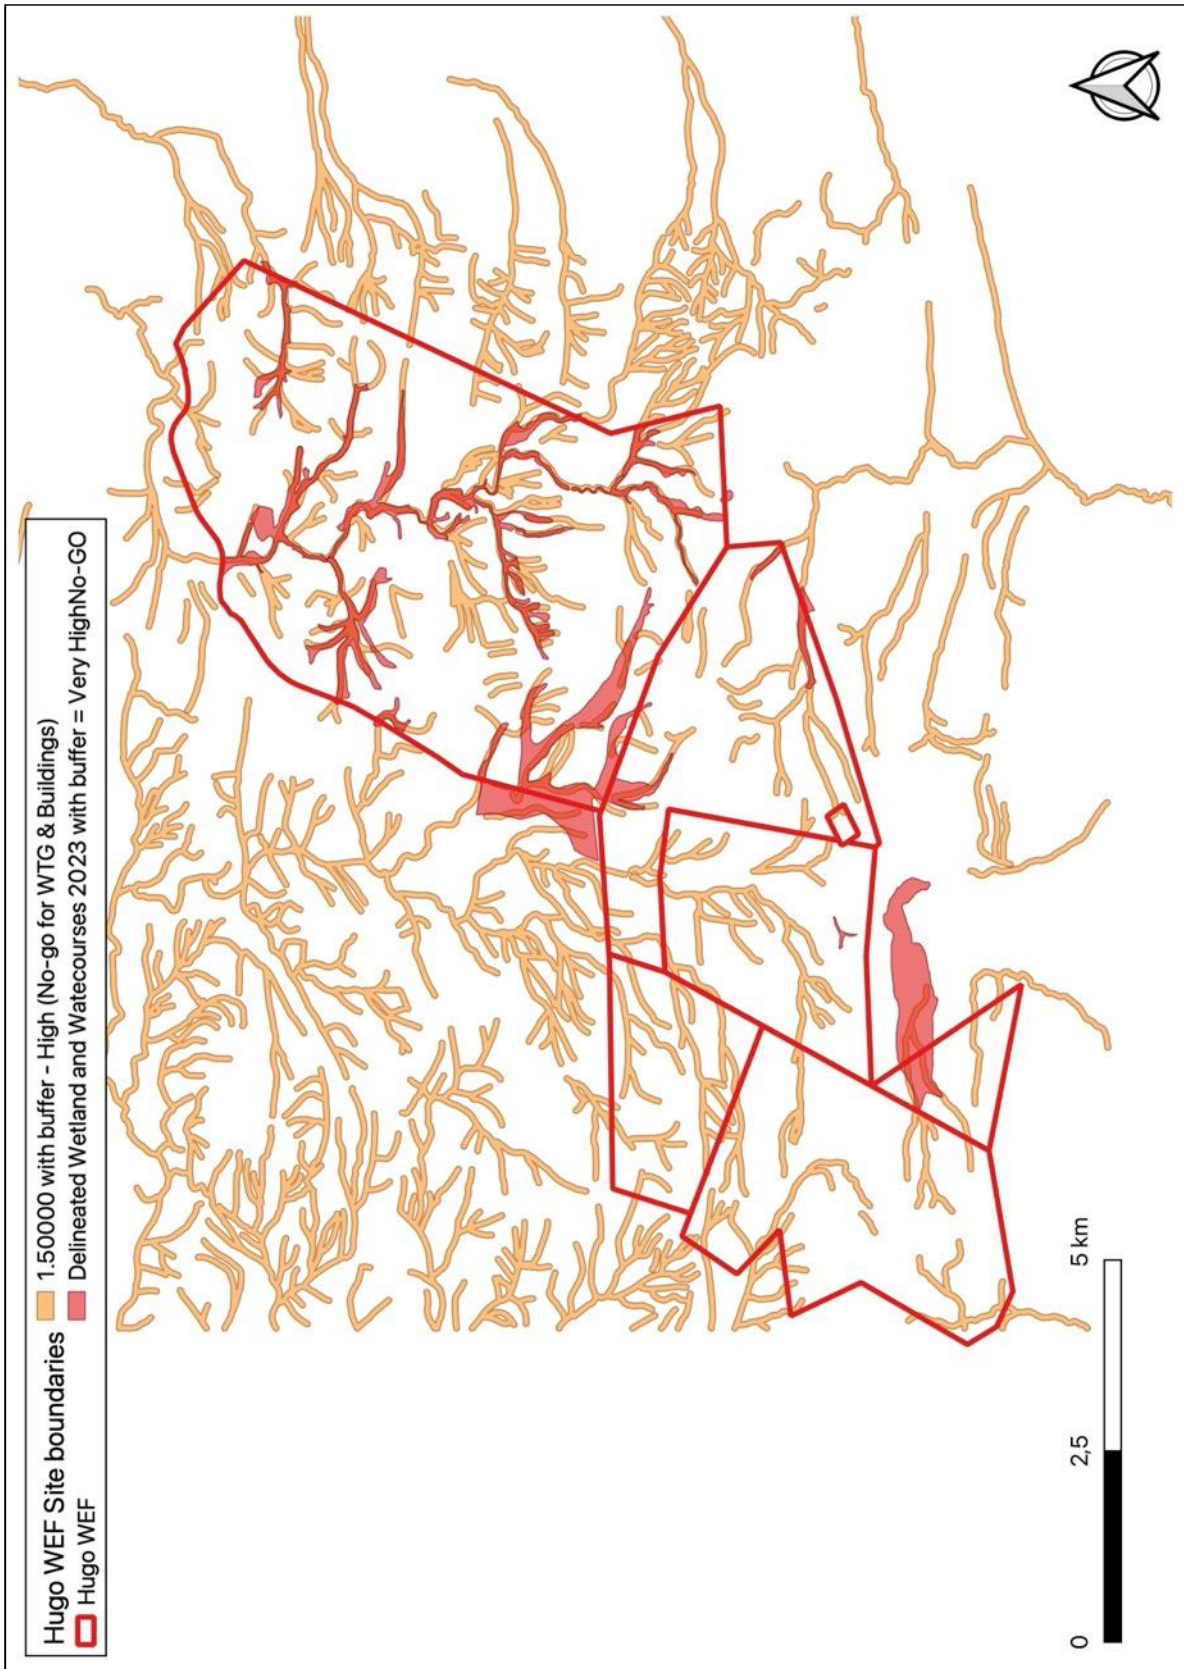 Hugo WEF Site boundaries
Hugo WEF
1:50000 with buffer - High (No-go for WTG & Buildings)
Delineated Wetland and Watecourses 2023 with buffer = Very HighNo-GO
0 2,5 5 km